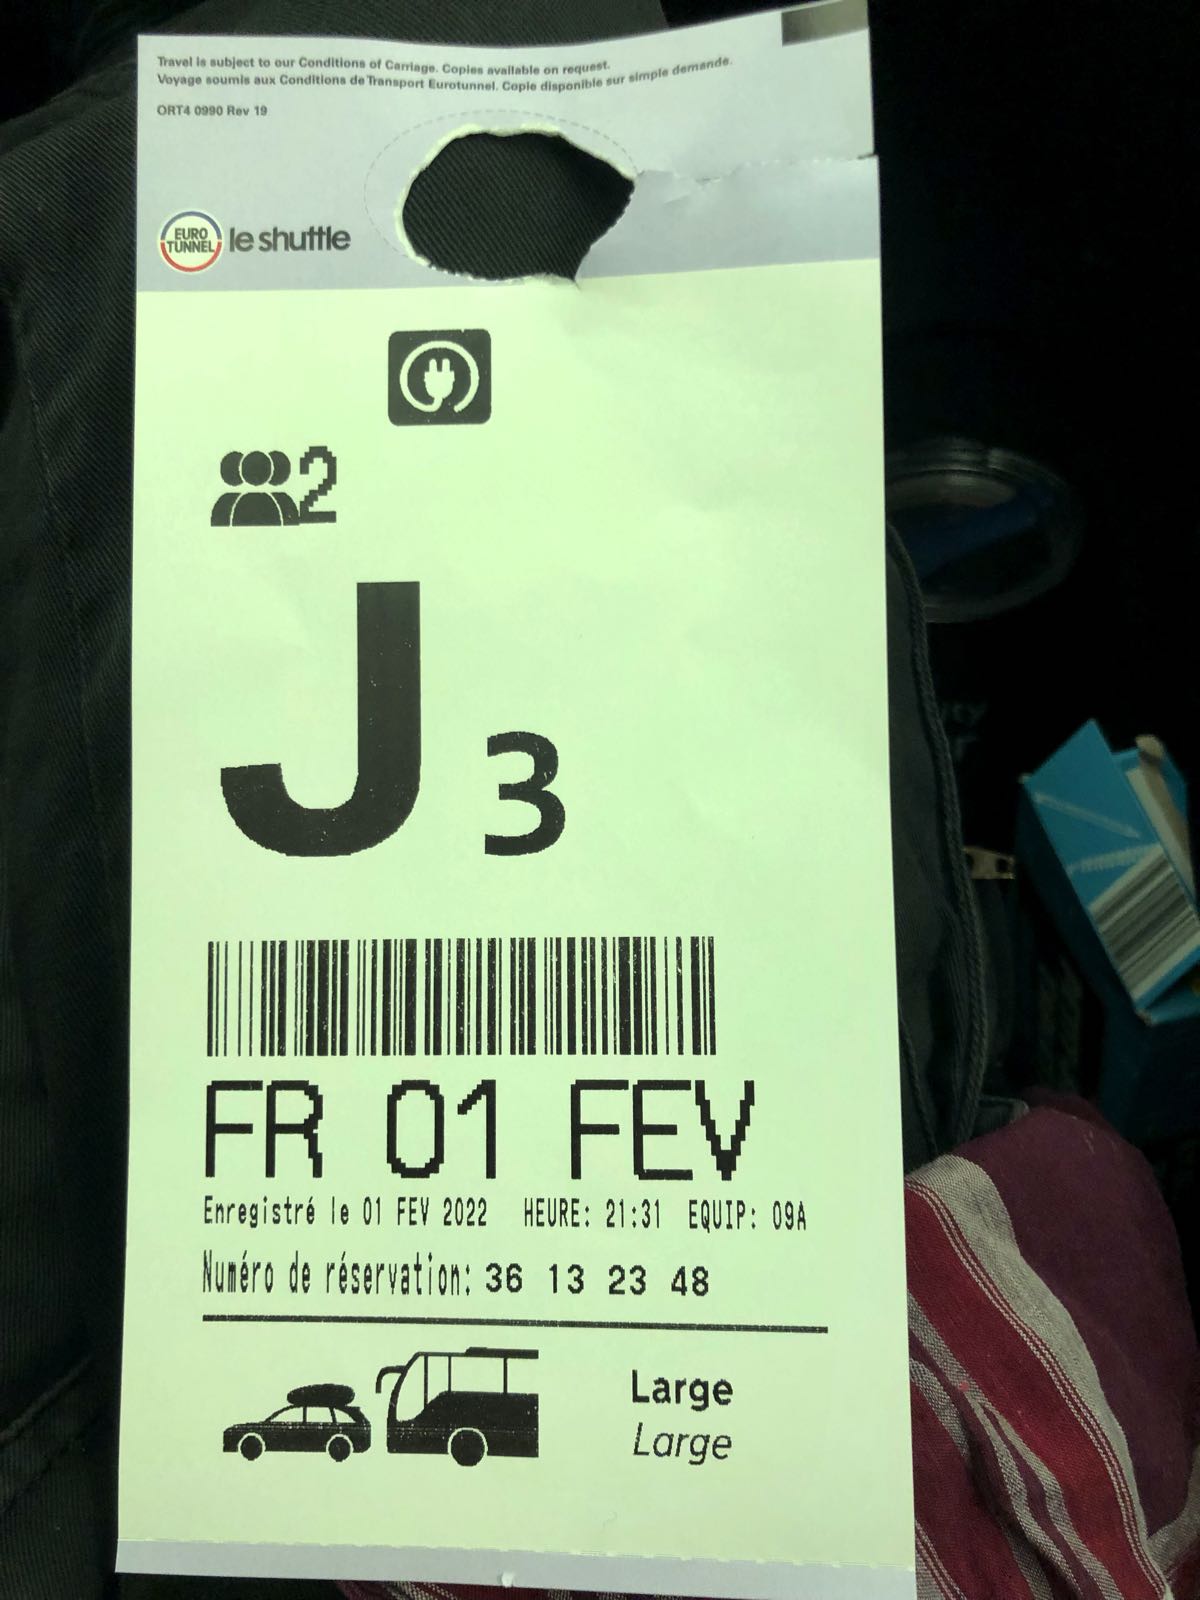 Travel is subject to our Conditions of Carriage. Copies available on request.
Voyage soumis aux Conditions de Transport Eurotunnel. Copie disponible sur simple demande.
ORT4 0990 Rev 19
EURO
TUNNEL
le shuttle
2
J 3
FR 01 FEV
Enregistré le 01 FEV 2022 HEURE: 21:31 EQUIP: 09A
Numéro de réservation: 36 13 23 48
Large
Large